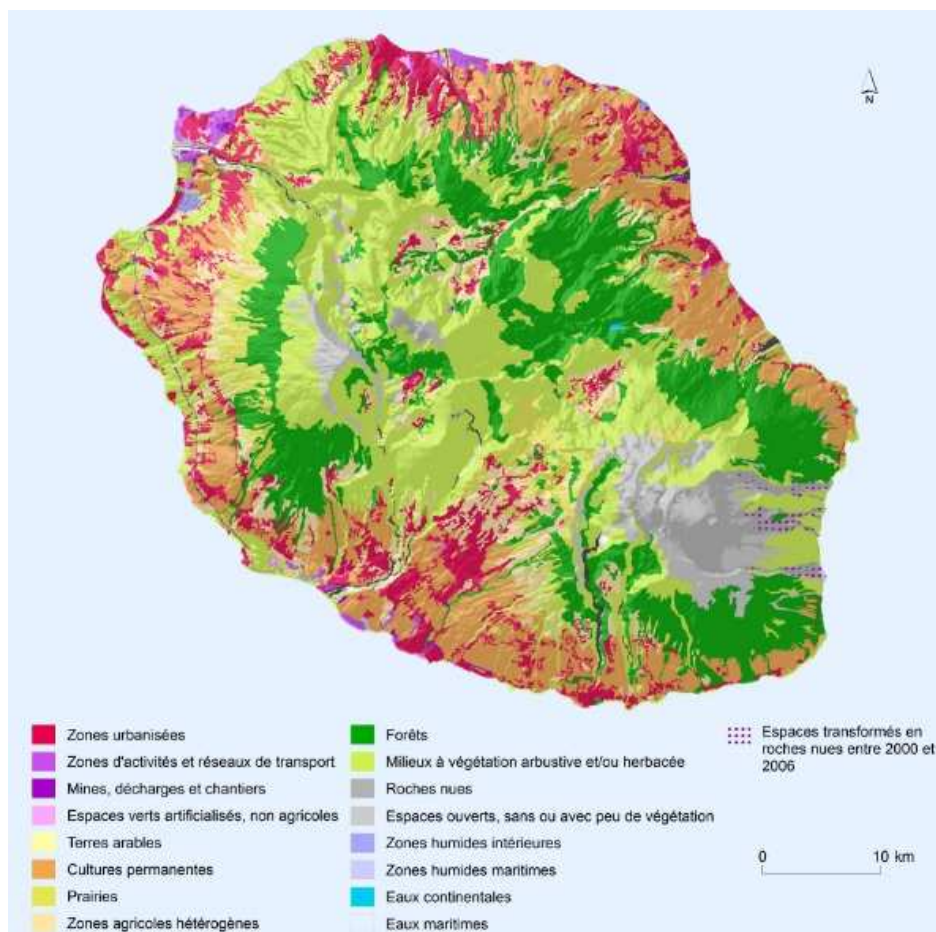 N
Zones urbanisées
Zones d'activités et réseaux de transport
Mines, décharges et chantiers
Espaces verts artificialisés, non agricoles
Terres arables
Cultures permanentes
Prairies
Zones agricoles hétérogènes
Forêts
Milieux à végétation arbustive et/ou herbacée
Roches nues
Espaces ouverts, sans ou avec peu de végétation
Zones humides intérieures
Zones humides maritimes
Eaux continentales
Eaux maritimes
Espaces transformés en
roches nues entre 2000 et
2006
0 10 km